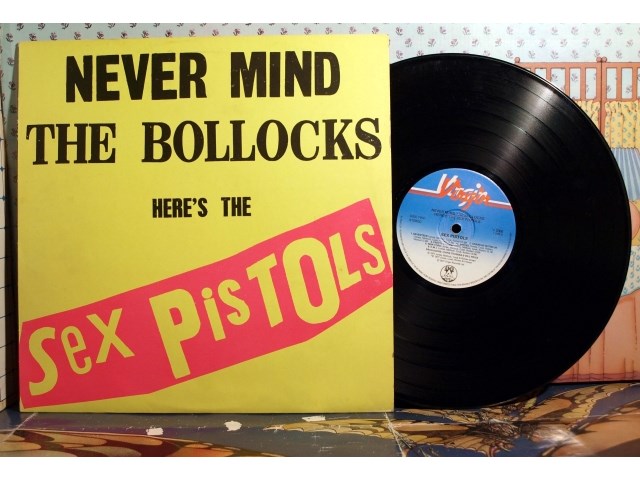 NEVER MIND
THE BOLLOCKS
HERE'S THE
Sex PiSTOLS
Virgin
SEX PISTOLS